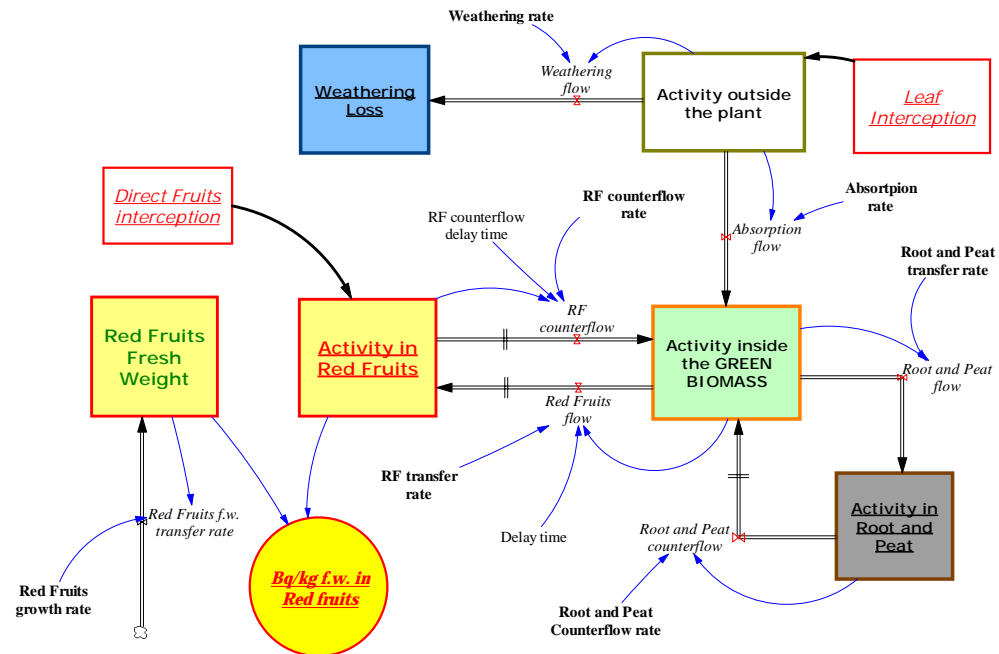 Weathering rate
Weathering
flow
Weathering
Loss
Activity outside
the plant
Leaf
Interception
Direct Fruits
interception
RF counterflow
delay time
RF counterflow
rate
Absortpion
rate
Absorption
flow
Root and Peat
transfer rate
Red Fruits
Fresh
Weight
Activity in
Red Fruits
RF
counterflow
Activity inside
the GREEN
BIOMASS
Root and Peat
flow
Red Fruits
flow
RF transfer
rate
Delay time
Red Fruits f.w.
transfer rate
Red Fruits
growth rate
Bq/kg f.w. in
Red fruits
Root and Peat
counterflow
Activity in
Root and
Peat
Root and Peat
Counterflow rate